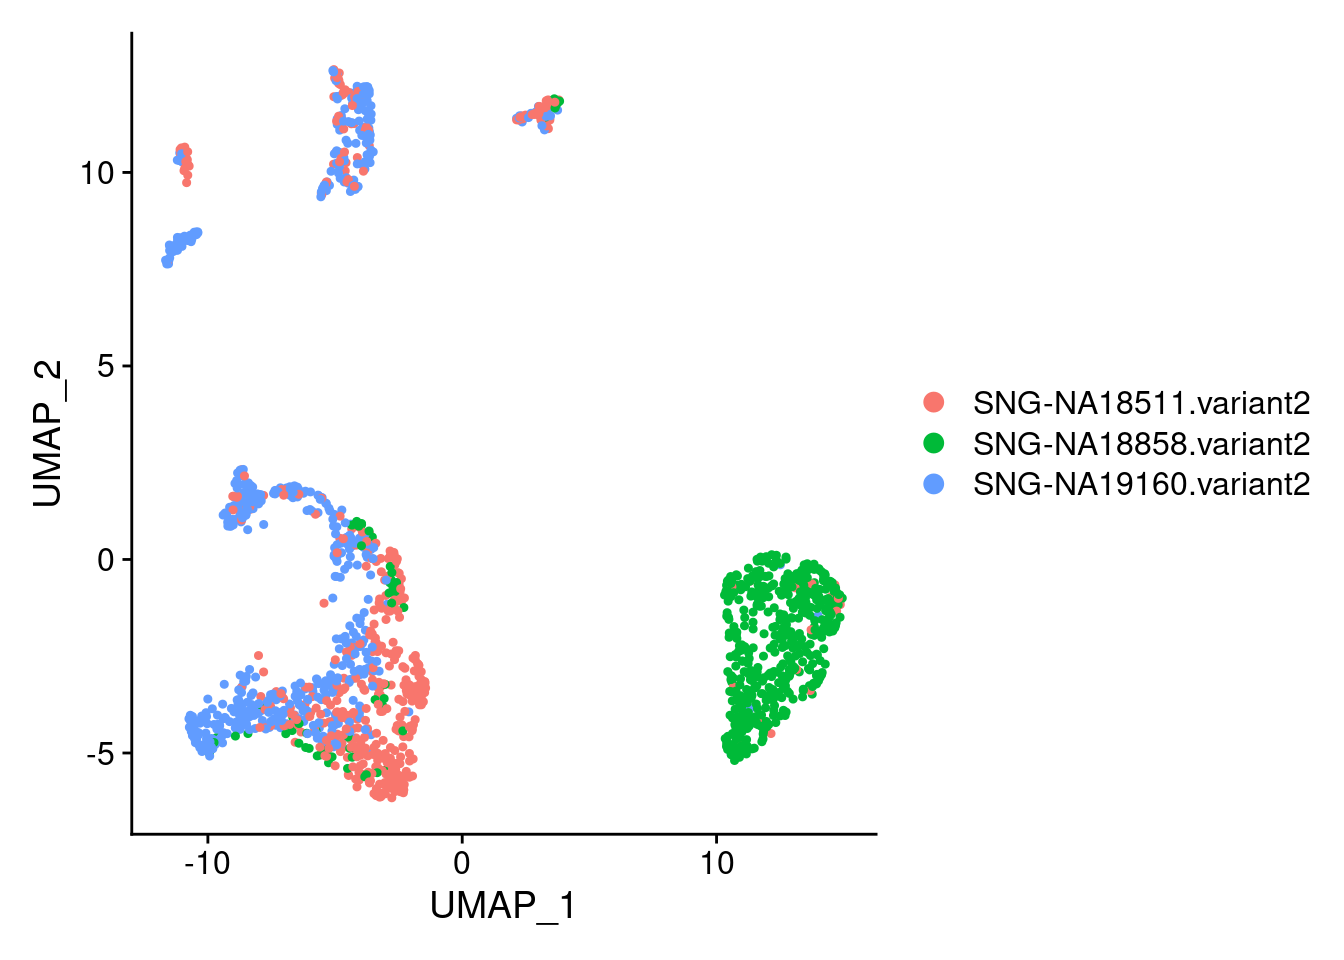 10
5
0
-5
UMAP_2
-10
0
10
UMAP_1
SNG-NA18511.variant2
SNG-NA18858.variant2
SNG-NA19160.variant2